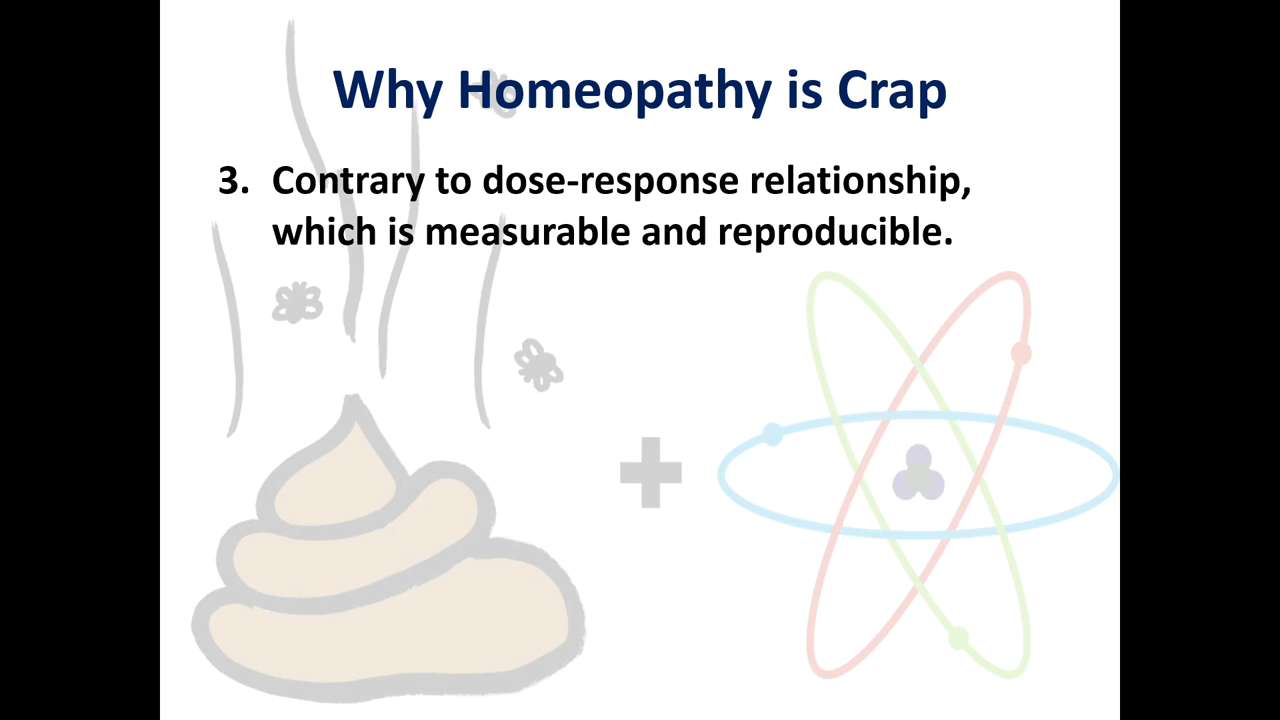 Why Homeopathy is Crap
3. Contrary to dose-response relationship,
which is measurable and reproducible.